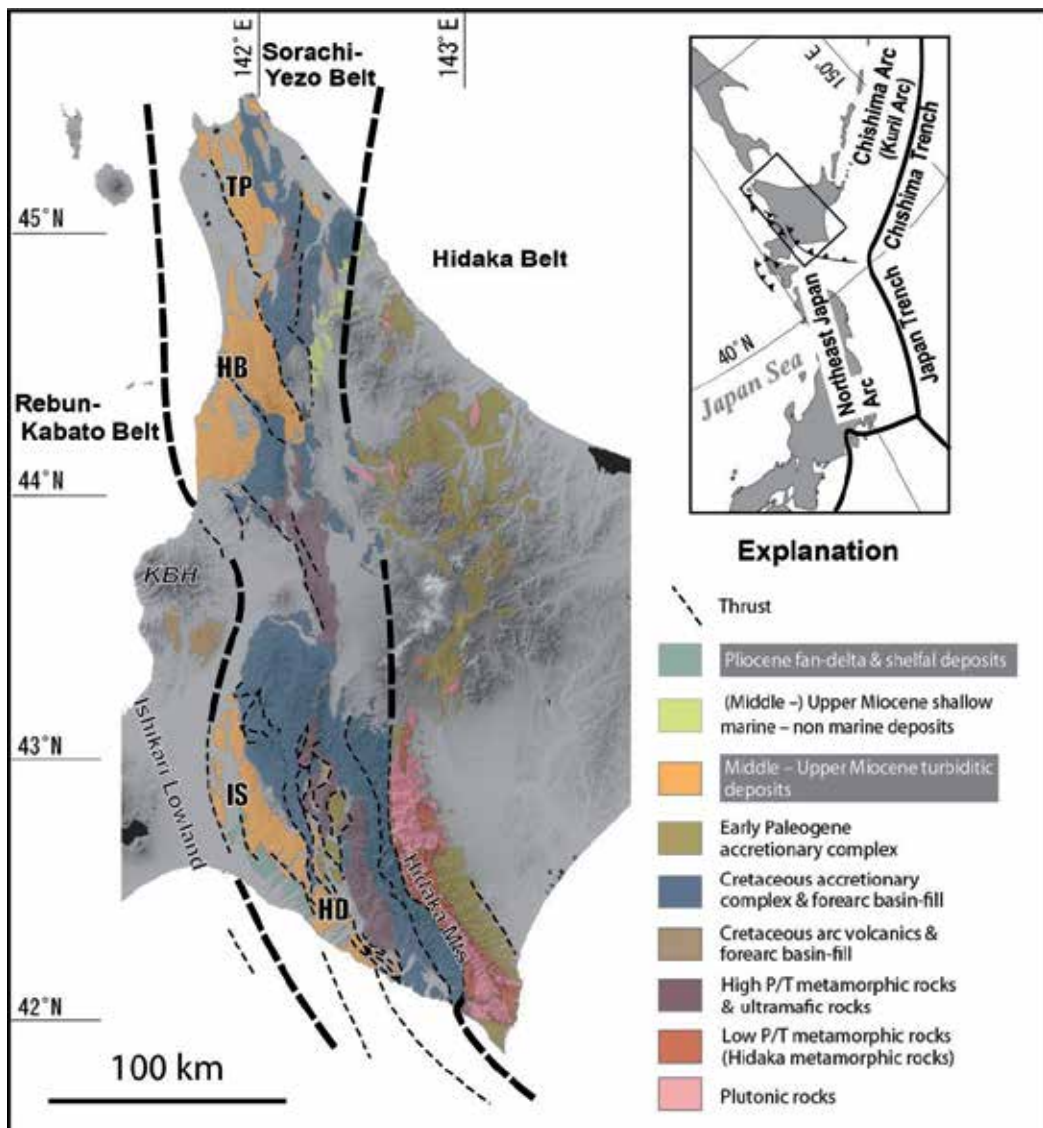 142˚ E
Sorachi-
Yezo Belt
143˚ E
TP
45˚N
Hidaka Belt
HB
Rebun-
Kabato Belt
44˚N
KBH
Ishikari Lowland
43˚N
IS
HD
Hidaka Mts
42˚N
100 km
150˚ E
Chishima Arc
(Kuril Arc)
Chishima Trench
Northeast Japan
Arc
Japan Trench
40˚ N
Japan Sea
Explanation
Thrust
Pliocene fan-delta & shelfal deposits
(Middle –) Upper Miocene shallow
marine – non marine deposits
Middle – Upper Miocene turbiditic
deposits
Early Paleogene
accretionary complex
Cretaceous accretionary
complex & forearc basin-fill
Cretaceous arc volcanics &
forearc basin-fill
High P/T metamorphic rocks
& ultramafic rocks
Low P/T metamorphic rocks
(Hidaka metamorphic rocks)
Plutonic rocks